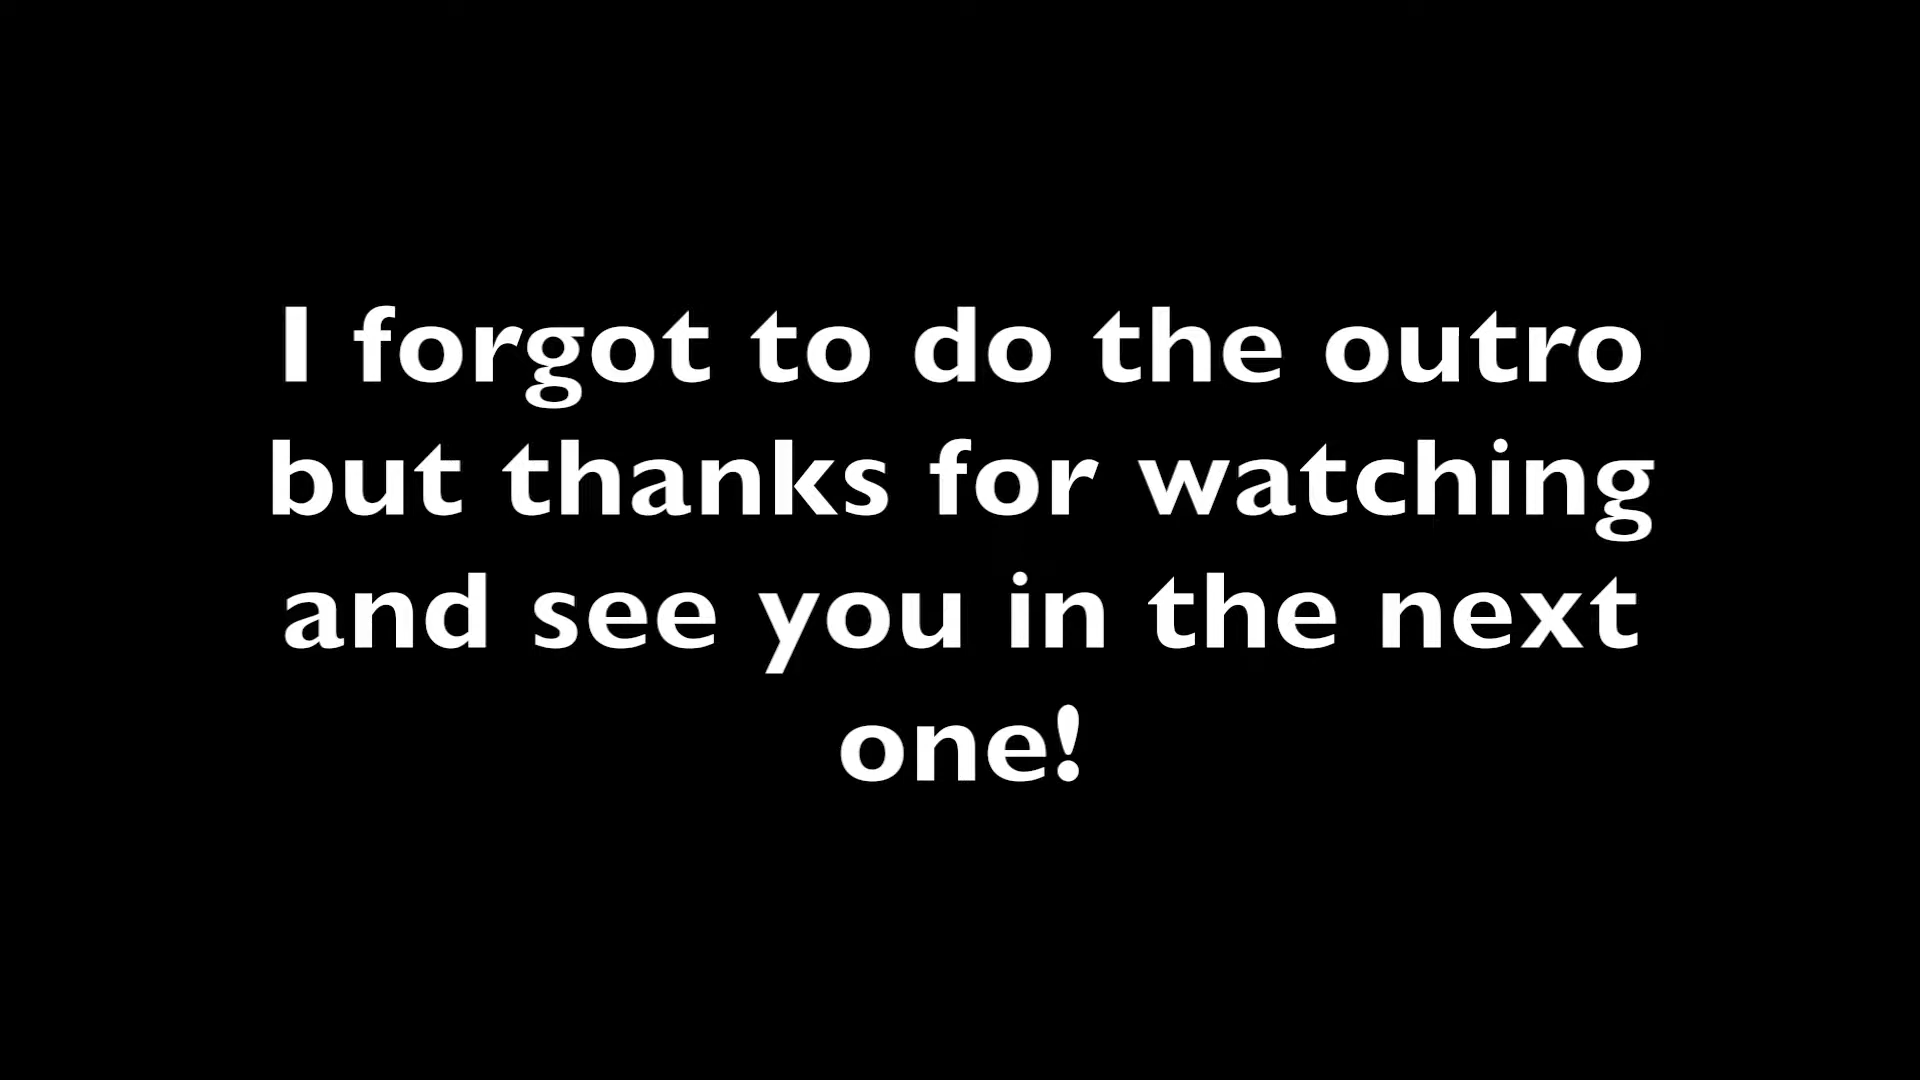 I forgot to do the outro
but thanks for watching
and see you in the next
one!